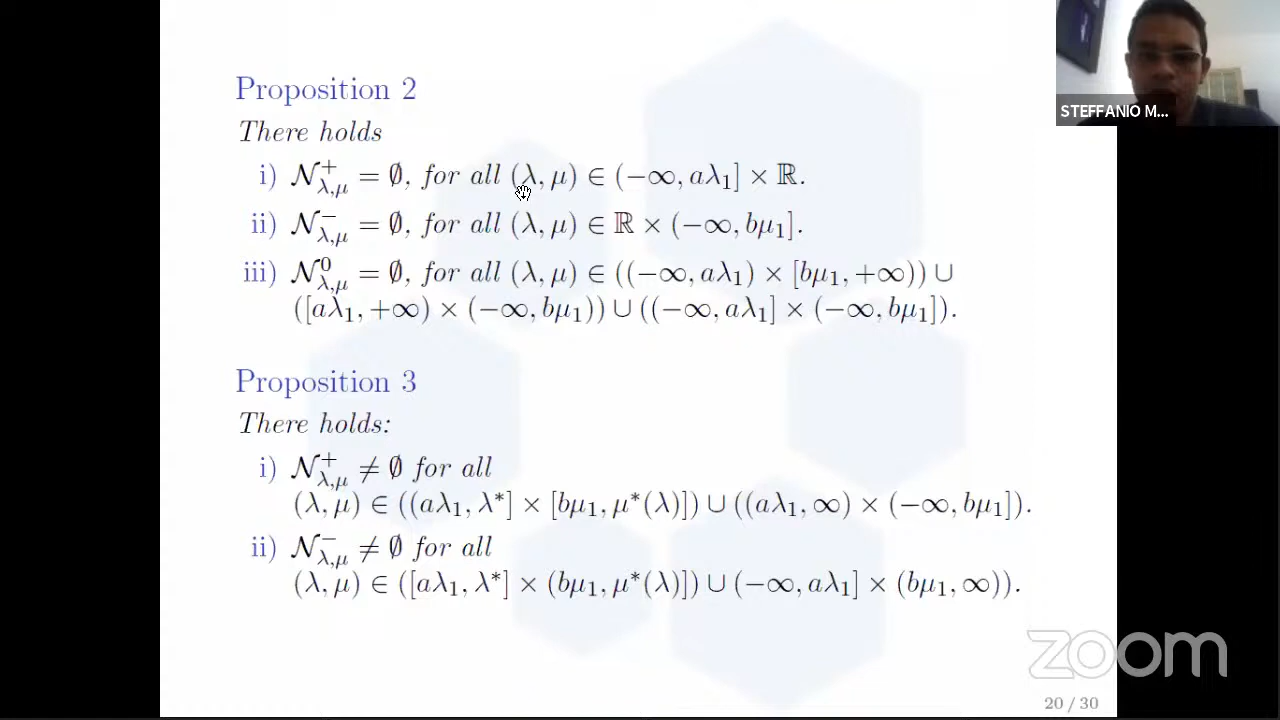 Proposition 2
There holds
i) 𝒩⁺_{λ,μ} = ∅, for all (λ, μ) ∈ (−∞, aλ₁] × ℝ.
ii) 𝒩⁻_{λ,μ} = ∅, for all (λ, μ) ∈ ℝ × (−∞, bμ₁].
iii) 𝒩⁰_{λ,μ} = ∅, for all (λ, μ) ∈ ((−∞, aλ₁) × [bμ₁, +∞)) ∪
([aλ₁, +∞) × (−∞, bμ₁)) ∪ ((−∞, aλ₁] × (−∞, bμ₁]).
Proposition 3
There holds:
i) 𝒩⁺_{λ,μ} ≠ ∅ for all
(λ, μ) ∈ ((aλ₁, λ*] × [bμ₁, μ*(λ)]) ∪ ((aλ₁, ∞) × (−∞, bμ₁]).
ii) 𝒩⁻_{λ,μ} ≠ ∅ for all
(λ, μ) ∈ ([aλ₁, λ*] × (bμ₁, μ*(λ)]) ∪ (−∞, aλ₁] × (bμ₁, ∞)).
20 / 30
STEFFANIO M...
zoom